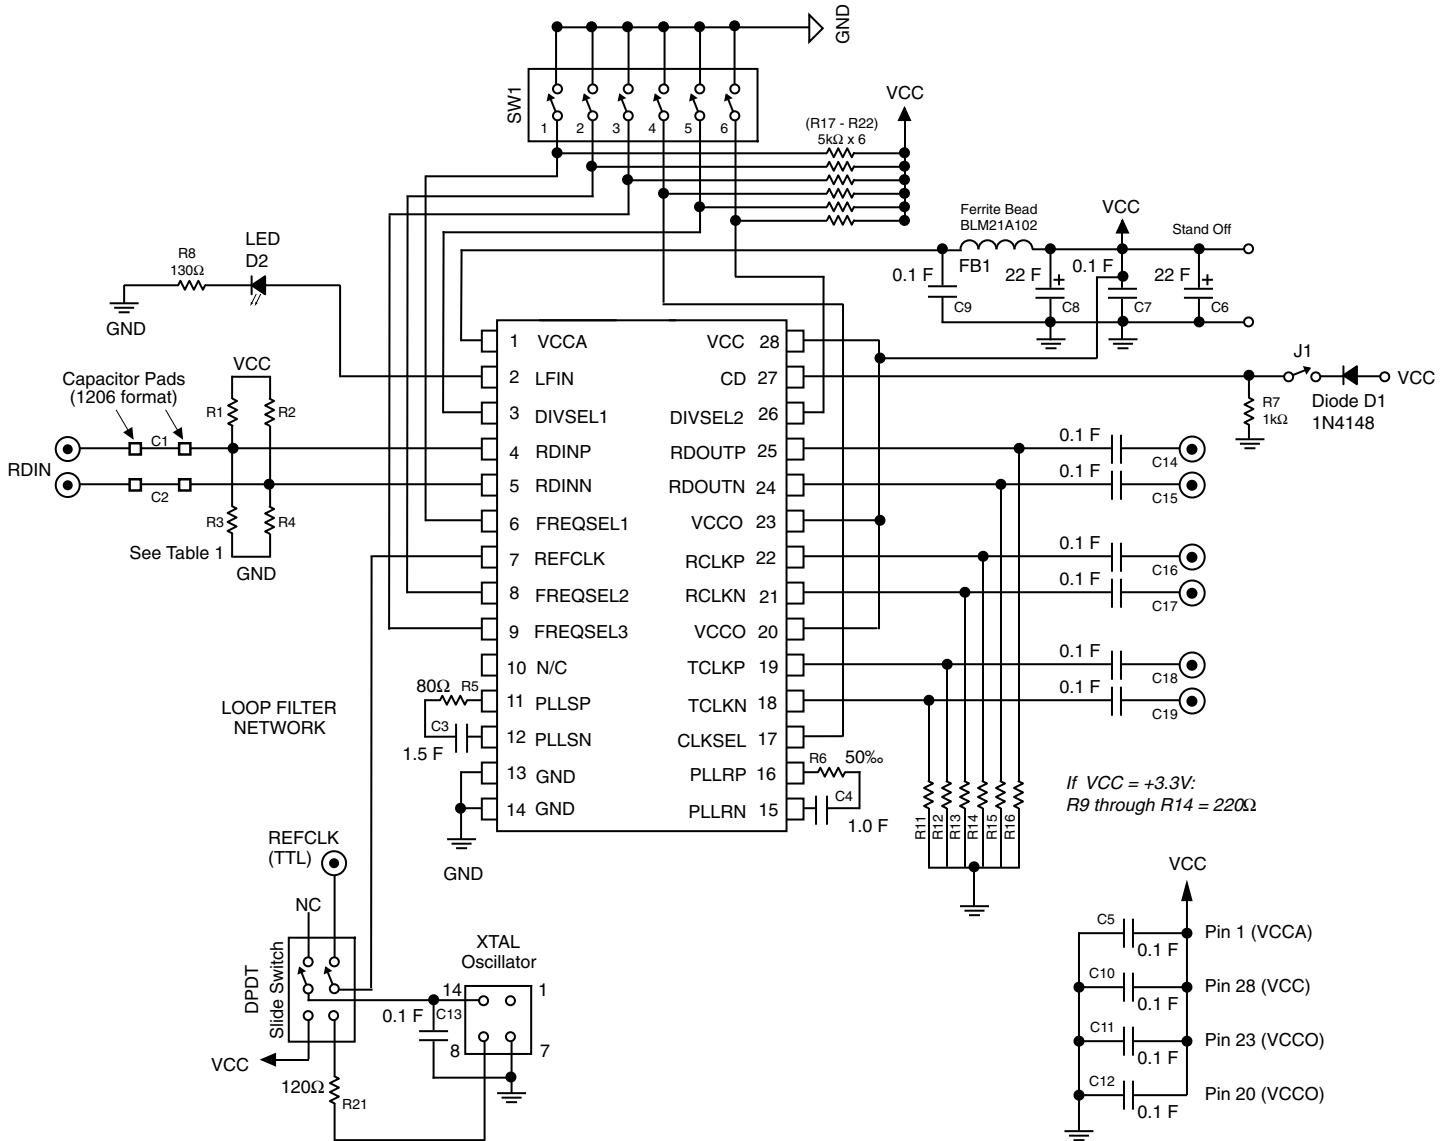 GND
SW1
1 2 3 4 5 6
VCC
(R17 - R22)
5kΩ x 6
Ferrite Bead
BLM21A102
FB1
VCC
Stand Off
0.1 F
C9
22 F
+
C8
0.1 F
C7
22 F
+
C6
LED
D2
R8
130Ω
GND
VCC
Capacitor Pads
(1206 format)
R1
R2
C1
RDIN
C2
R3
R4
See Table 1
GND
1 VCCA
2 LFIN
3 DIVSEL1
4 RDINP
5 RDINN
6 FREQSEL1
7 REFCLK
8 FREQSEL2
9 FREQSEL3
10 N/C
11 PLLSP
12 PLLSN
13 GND
14 GND
VCC 28
CD 27
DIVSEL2 26
RDOUTP 25
RDOUTN 24
VCCO 23
RCLKP 22
RCLKN 21
VCCO 20
TCLKP 19
TCLKN 18
CLKSEL 17
PLLRP 16
PLLRN 15
J1
VCC
R7
1kΩ
Diode D1
1N4148
0.1 F
C14
0.1 F
C15
0.1 F
C16
0.1 F
C17
0.1 F
C18
0.1 F
C19
LOOP FILTER
NETWORK
80Ω
R5
C3
1.5 F
R6
50‰
C4
1.0 F
GND
R11
R12
R13
R14
R15
R16
If VCC = +3.3V:
R9 through R14 = 220Ω
REFCLK
(TTL)
NC
DPDT
Slide Switch
VCC
120Ω
R21
XTAL
Oscillator
14
1
0.1 F
C13
8
7
VCC
C5
0.1 F
Pin 1 (VCCA)
C10
0.1 F
Pin 28 (VCC)
C11
0.1 F
Pin 23 (VCCO)
C12
0.1 F
Pin 20 (VCCO)